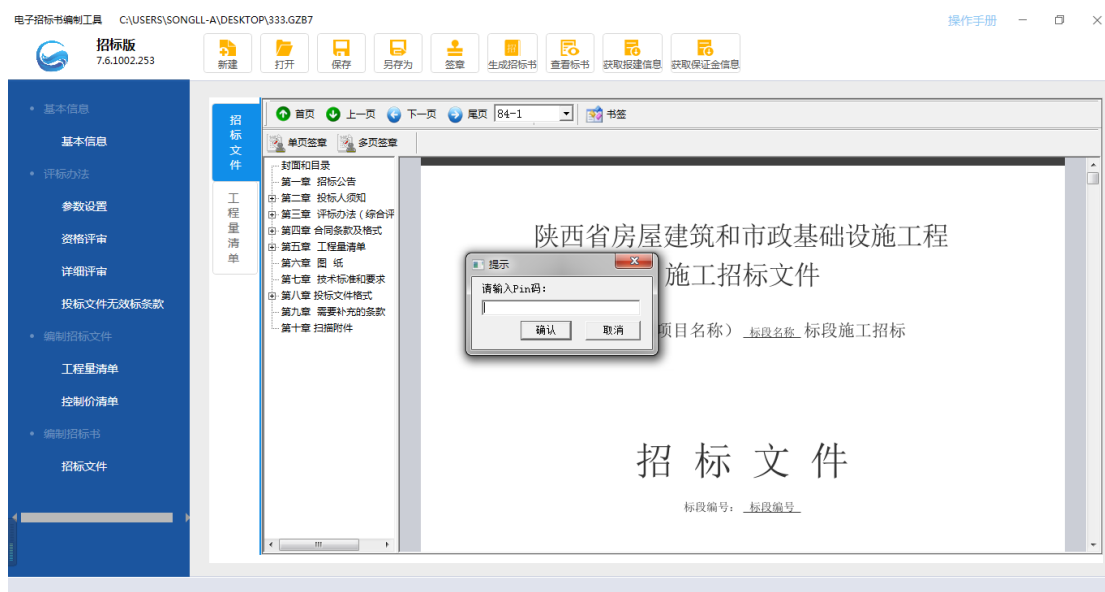 电子招标书编制工具 C:\USERS\SONGLL-A\DESKTOP\333.GZB7 操作手册
招标版
7.6.1002.253
新建 打开 保存 另存为 签章 生成招标书 查看标书 获取报建信息 获取保证金信息
基本信息
基本信息
评标办法
参数设置
资格评审
详细评审
投标文件无效标条款
编制招标文件
工程量清单
控制价清单
编制招标书
招标文件
招标文件
工程量清单
首页 上一页 下一页 尾页 84-1 书签
单页签章 多页签章
封面和目录
第一章 招标公告
第二章 投标人须知
第三章 评标办法(综合评
第四章 合同条款及格式
第五章 工程量清单
第六章 图 纸
第七章 技术标准和要求
第八章 投标文件格式
第九章 需要补充的条款
第十章 扫描附件
陕西省房屋建筑和市政基础设施工程
施工招标文件
项目名称) 标段名称 标段施工招标
招 标 文 件
标段编号: 标段编号
提示
请输入Pin码:
确认 取消